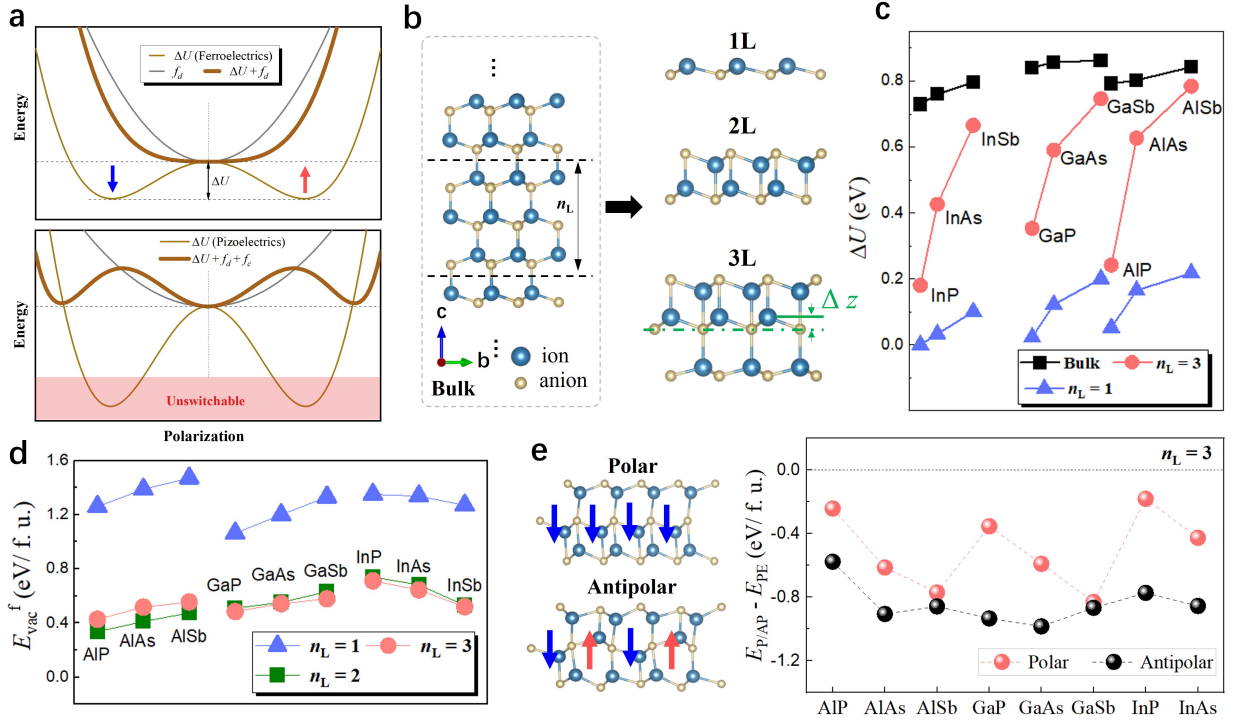 a
Energy
ΔU (Ferroelectrics)
f_d ΔU + f_d
ΔU
Energy
ΔU (Pizoelectrics)
ΔU + f_d + f_c
Unswitchable
Polarization
b
⋮
n_L
c
b
⋮
Bulk
ion
anion
1L
2L
3L
Δ z
c
ΔU (eV)
0.8
0.6
0.4
0.2
0.0
InSb
InAs
InP
GaSb
GaAs
GaP
AlSb
AlAs
AlP
Bulk n_L = 3
n_L = 1
d
E_vac^f (eV/ f. u.)
1.6
1.2
0.8
0.4
0.0
AlP
AlAs
AlSb
GaP
GaAs
GaSb
InP
InAs
InSb
n_L = 1 n_L = 3
n_L = 2
e
Polar
Antipolar
E_P/AP - E_PE (eV/ f. u.)
n_L = 3
0.0
-0.4
-0.8
-1.2
Polar Antipolar
AlP AlAs AlSb GaP GaAs GaSb InP InAs